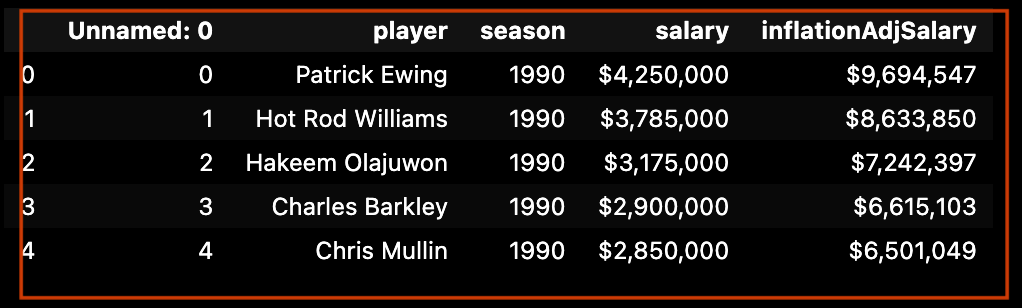 Unnamed: 0 player season salary inflationAdjSalary
0 0 Patrick Ewing 1990 $4,250,000 $9,694,547
1 1 Hot Rod Williams 1990 $3,785,000 $8,633,850
2 2 Hakeem Olajuwon 1990 $3,175,000 $7,242,397
3 3 Charles Barkley 1990 $2,900,000 $6,615,103
4 4 Chris Mullin 1990 $2,850,000 $6,501,049